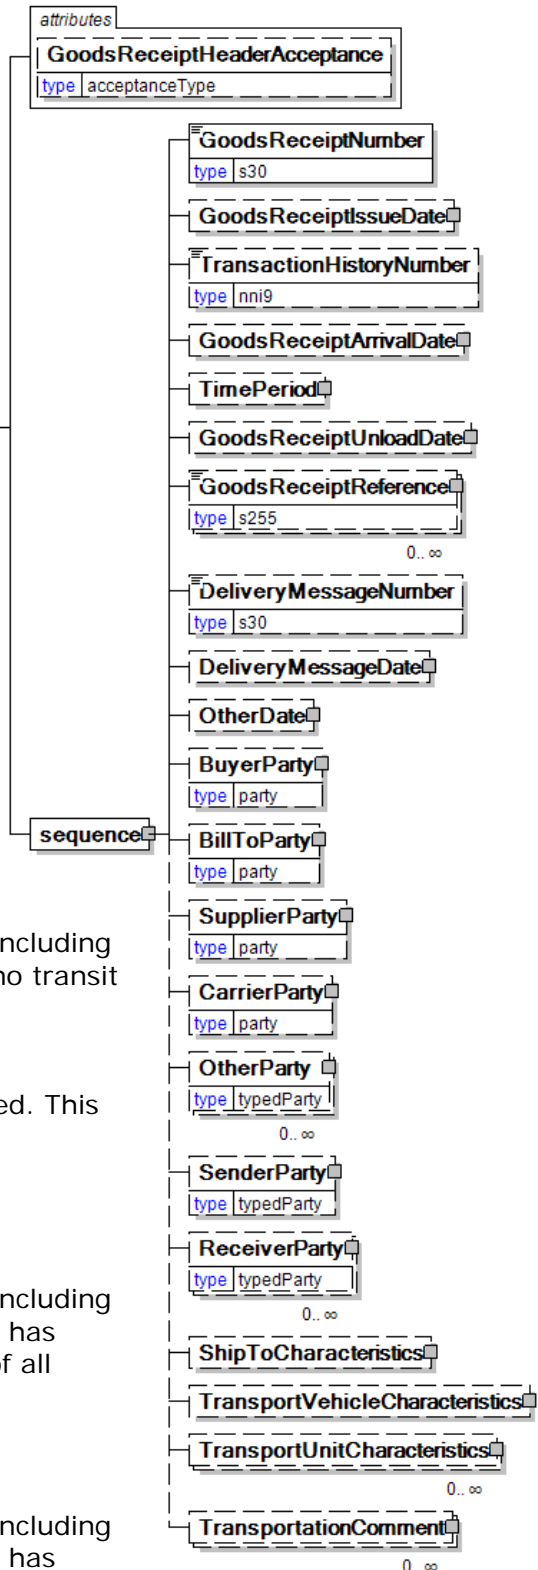 attributes
GoodsReceiptHeaderAcceptance
type acceptanceType
GoodsReceiptNumber
type s30
GoodsReceiptIssueDate
TransactionHistoryNumber
type nni9
GoodsReceiptArrivalDate
TimePeriod
GoodsReceiptUnloadDate
GoodsReceiptReference
type s255
0.. ∞
DeliveryMessageNumber
type s30
DeliveryMessageDate
OtherDate
BuyerParty
type party
sequence
BillToParty
type party
SupplierParty
type party
ncluding
no transit
CarrierParty
type party
OtherParty
type typedParty
ed. This
0.. ∞
SenderParty
type typedParty
ReceiverParty
type typedParty
ncluding
0.. ∞
has
ShipToCharacteristics
of all
TransportVehicleCharacteristics
TransportUnitCharacteristics
0.. ∞
ncluding
TransportationComment
has
0.. ∞